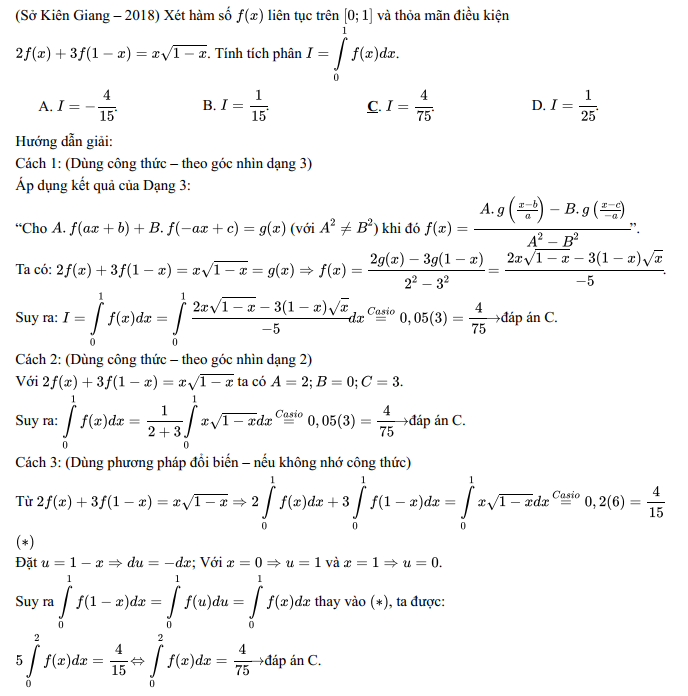 (Sở Kiên Giang – 2018) Xét hàm số $f(x)$ liên tục trên $[0;1]$ và thỏa mãn điều kiện
$2f(x)+3f(1-x)=x\sqrt{1-x}$. Tính tích phân $I=\int_0^1 f(x)dx$.
A. $I=-\frac{4}{15}$. B. $I=\frac{1}{15}$. C. $I=\frac{4}{75}$. D. $I=\frac{1}{25}$.
Hướng dẫn giải:
Cách 1: (Dùng công thức – theo góc nhìn dạng 3)
Áp dụng kết quả của Dạng 3:
“Cho $A.f(ax+b)+B.f(-ax+c)=g(x)$ (với $A^2\neq B^2$) khi đó $f(x)=\frac{A.g\left(\frac{x-b}{a}\right)-B.g\left(\frac{x-c}{-a}\right)}{A^2-B^2}$”.
Ta có: $2f(x)+3f(1-x)=x\sqrt{1-x}=g(x)\Rightarrow f(x)=\frac{2g(x)-3g(1-x)}{2^2-3^2}=\frac{2x\sqrt{1-x}-3(1-x)\sqrt{x}}{-5}$.
Suy ra: $I=\int_0^1 f(x)dx=\int_0^1\frac{2x\sqrt{1-x}-3(1-x)\sqrt{x}}{-5}dx\overset{Casio}{=}0,05(3)=\frac{4}{75}\rightarrow$đáp án C.
Cách 2: (Dùng công thức – theo góc nhìn dạng 2)
Với $2f(x)+3f(1-x)=x\sqrt{1-x}$ ta có $A=2;B=0;C=3$.
Suy ra: $\int_0^1 f(x)dx=\frac{1}{2+3}\int_0^1 x\sqrt{1-x}dx\overset{Casio}{=}0,05(3)=\frac{4}{75}\rightarrow$đáp án C.
Cách 3: (Dùng phương pháp đổi biến – nếu không nhớ công thức)
Từ $2f(x)+3f(1-x)=x\sqrt{1-x}\Rightarrow 2\int_0^1 f(x)dx+3\int_0^1 f(1-x)dx=\int_0^1 x\sqrt{1-x}dx\overset{Casio}{=}0,2(6)=\frac{4}{15}$
$(*)$
Đặt $u=1-x\Rightarrow du=-dx$; Với $x=0\Rightarrow u=1$ và $x=1\Rightarrow u=0$.
Suy ra $\int_0^1 f(1-x)dx=\int_0^1 f(u)du=\int_0^1 f(x)dx$ thay vào $(*)$, ta được:
$5\int_0^2 f(x)dx=\frac{4}{15}\Leftrightarrow\int_0^2 f(x)dx=\frac{4}{75}\rightarrow$đáp án C.